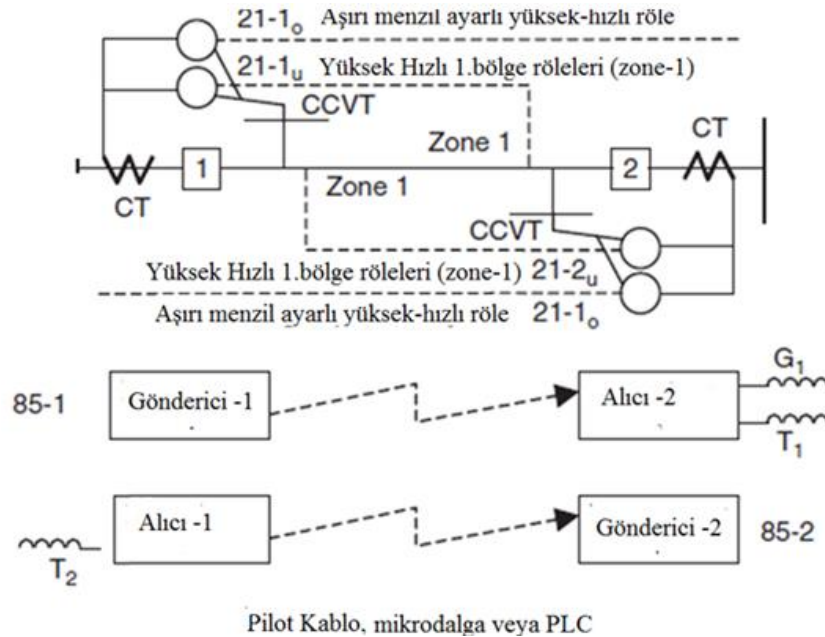 21-1o Aşırı menzil ayarlı yüksek-hızlı röle
21-1u Yüksek Hızlı 1.bölge röleleri (zone-1)
CCVT
Zone 1
CT
1
2
CT
Zone 1
CCVT
Yüksek Hızlı 1.bölge röleleri (zone-1) 21-2u
Aşırı menzil ayarlı yüksek-hızlı röle 21-1o
85-1
Gönderici -1
Alıcı -2
G1
T1
T2
Alıcı -1
Gönderici -2
85-2
Pilot Kablo, mikrodalga veya PLC